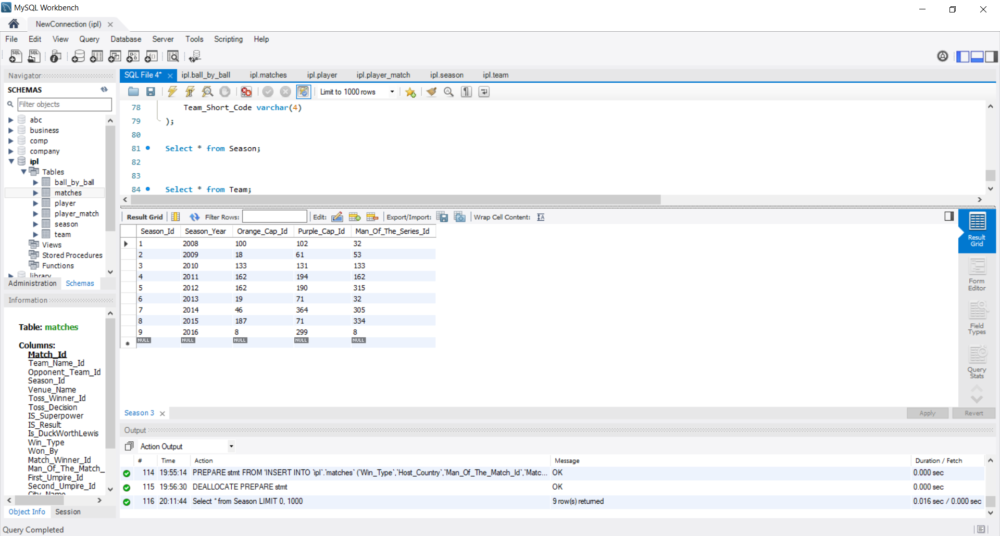 MySQL Workbench
NewConnection (ipl)
File Edit View Query Database Server Tools Scripting Help
Navigator
SCHEMAS
Filter objects
abc
business
comp
company
ipl
Tables
ball_by_ball
matches
player
player_match
season
team
Views
Stored Procedures
Functions
library
Administration Schemas
Information
Table: matches
Columns:
Match_Id
Team_Name_Id
Opponent_Team_Id
Season_Id
Venue_Name
Toss_Winner_Id
Toss_Decision
IS_Superpower
IS_Result
Is_DuckWorthLewis
Win_Type
Won_By
Match_Winner_Id
Man_Of_The_Match_
First_Umpire_Id
Second_Umpire_Id
City_Name
Object Info Session
Query Completed
SQL File 4* ipl.ball_by_ball ipl.matches ipl.player ipl.player_match ipl.season ipl.team
Limit to 1000 rows
78 Team_Short_Code varchar(4)
79 );
80
81 Select * from Season;
82
83
84 Select * from Team;
Result Grid Filter Rows: Edit: Export/Import: Wrap Cell Content:
Season_Id Season_Year Orange_Cap_Id Purple_Cap_Id Man_Of_The_Series_Id
1 2008 100 102 32
2 2009 18 61 53
3 2010 133 131 133
4 2011 162 194 162
5 2012 162 190 315
6 2013 19 71 32
7 2014 46 364 305
8 2015 187 71 334
9 2016 8 299 8
NULL NULL NULL NULL NULL
Result
Grid
Form
Editor
Field
Types
Query
Stats
Season 3
Apply Revert
Output
Action Output
# Time Action Message Duration / Fetch
114 19:55:14 PREPARE stmt FROM 'INSERT INTO `ipl`.`matches` (`Win_Type`,`Host_Country`,`Man_Of_The_Match_Id`,`Matc... OK 0.000 sec
115 19:56:30 DEALLOCATE PREPARE stmt OK 0.000 sec
116 20:11:44 Select * from Season LIMIT 0, 1000 9 row(s) returned 0.016 sec / 0.000 sec